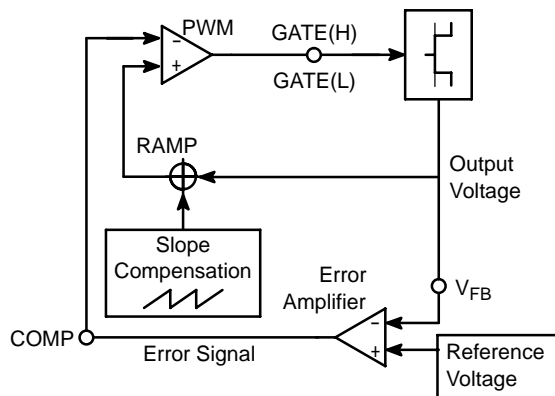 PWM
GATE(H)
GATE(L)
−
+
RAMP
Output
Voltage
Slope
Compensation
Error
Amplifier
VFB
−
+
COMP
Error Signal
Reference
Voltage